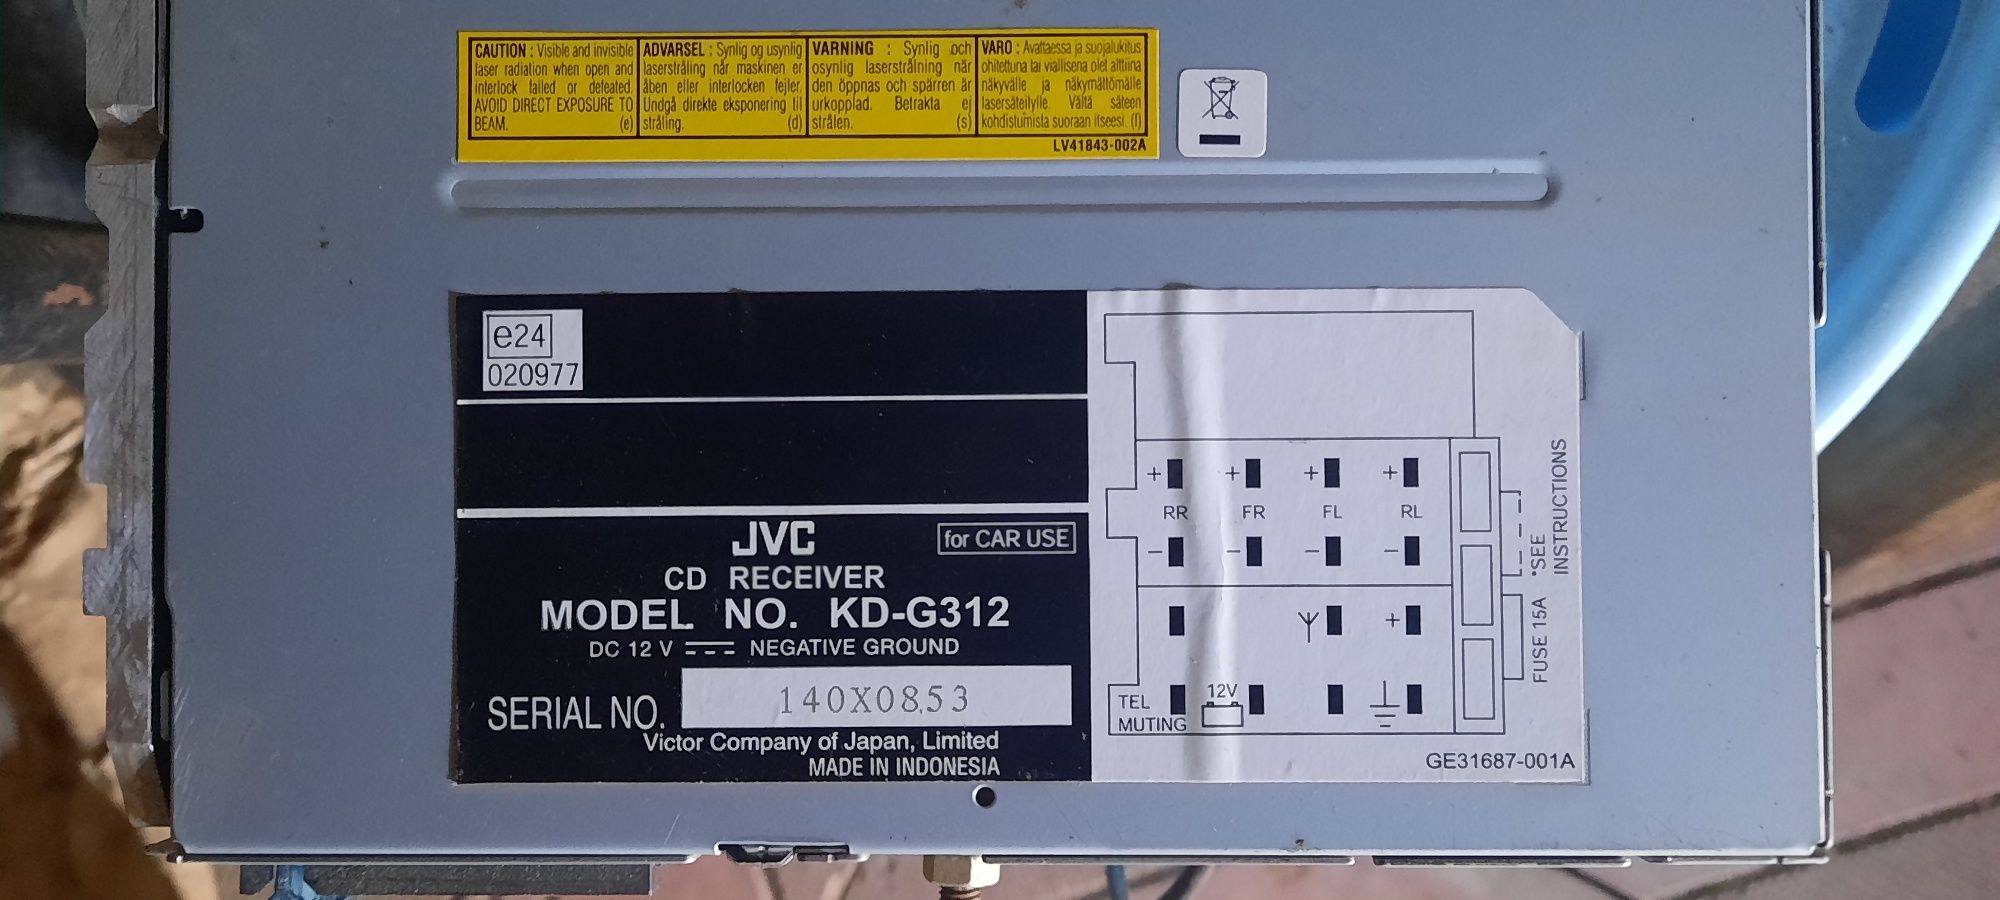 CAUTION : Visible and invisible
laser radiation when open and
interlock failed or defeated.
AVOID DIRECT EXPOSURE TO
BEAM. (e)
ADVARSEL : Synlig og usynlig
laserstråling når maskinen er
åben eller interlocken fejler.
Undgå direkte eksponering til
stråling. (d)
VARNING : Synlig och
osynlig laserstrålning när
den öppnas och spärren är
urkopplad. Betrakta ej
strålen. (s)
VARO : Avattaessa ja suojalukitus
ohitettuna tai viallisena olet alttiina
näkyvälle ja näkymättömälle
lasersäteilylle. Vältä säteen
kohdistumista suoraan itseesi. (f)
LV41843-002A
e24
020977
JVC
for CAR USE
CD RECEIVER
MODEL NO. KD-G312
DC 12 V NEGATIVE GROUND
SERIAL NO. 140X0853
Victor Company of Japan, Limited
MADE IN INDONESIA
+ + + +
RR FR FL RL
- - - -
+
TEL
MUTING
12V
*SEE
INSTRUCTIONS
FUSE 15A
GE31687-001A